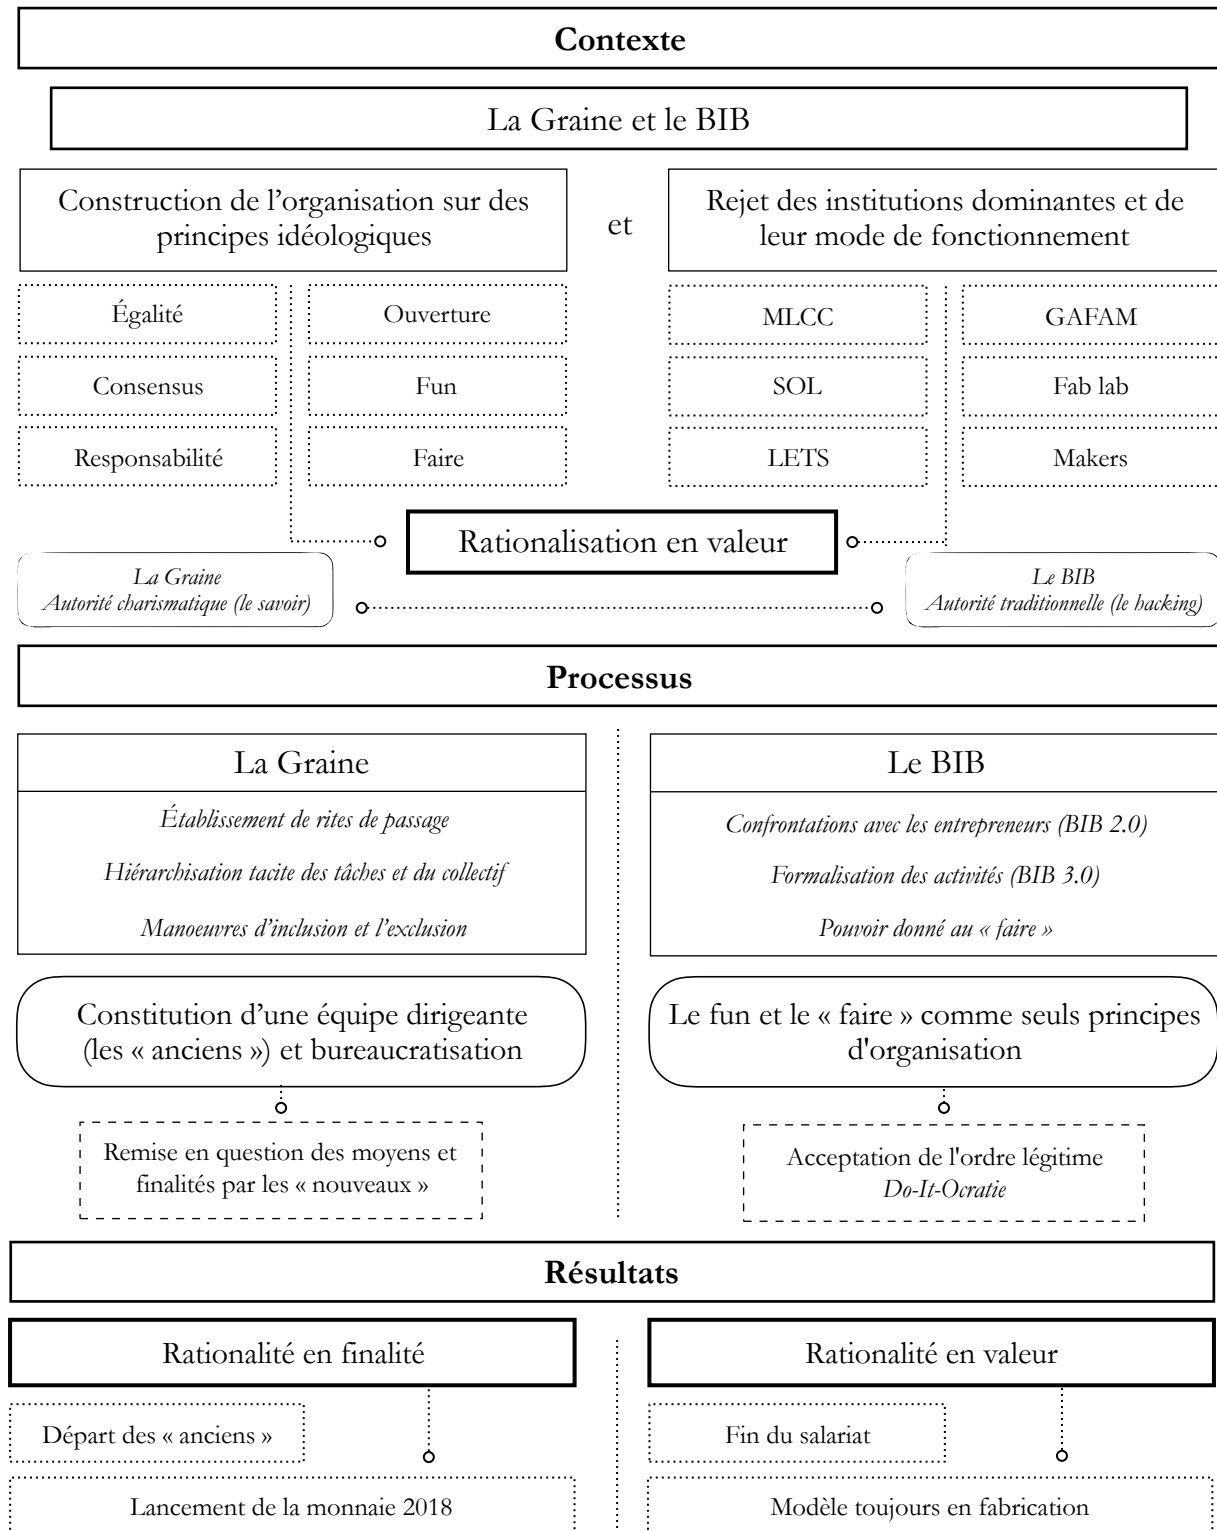 Contexte
La Graine et le BIB
Construction de l’organisation sur des
principes idéologiques
et
Rejet des institutions dominantes et de
leur mode de fonctionnement
Égalité
Ouverture
MLCC
GAFAM
Consensus
Fun
SOL
Fab lab
Responsabilité
Faire
LETS
Makers
Rationalisation en valeur
La Graine
Autorité charismatique (le savoir)
Le BIB
Autorité traditionnelle (le hacking)
Processus
La Graine
Établissement de rites de passage
Hiérarchisation tacite des tâches et du collectif
Manoeuvres d’inclusion et l’exclusion
Constitution d’une équipe dirigeante
(les « anciens ») et bureaucratisation
Remise en question des moyens et
finalités par les « nouveaux »
Le BIB
Confrontations avec les entrepreneurs (BIB 2.0)
Formalisation des activités (BIB 3.0)
Pouvoir donné au « faire »
Le fun et le « faire » comme seuls principes
d'organisation
Acceptation de l'ordre légitime
Do-It-Ocratie
Résultats
Rationalité en finalité
Départ des « anciens »
Lancement de la monnaie 2018
Rationalité en valeur
Fin du salariat
Modèle toujours en fabrication